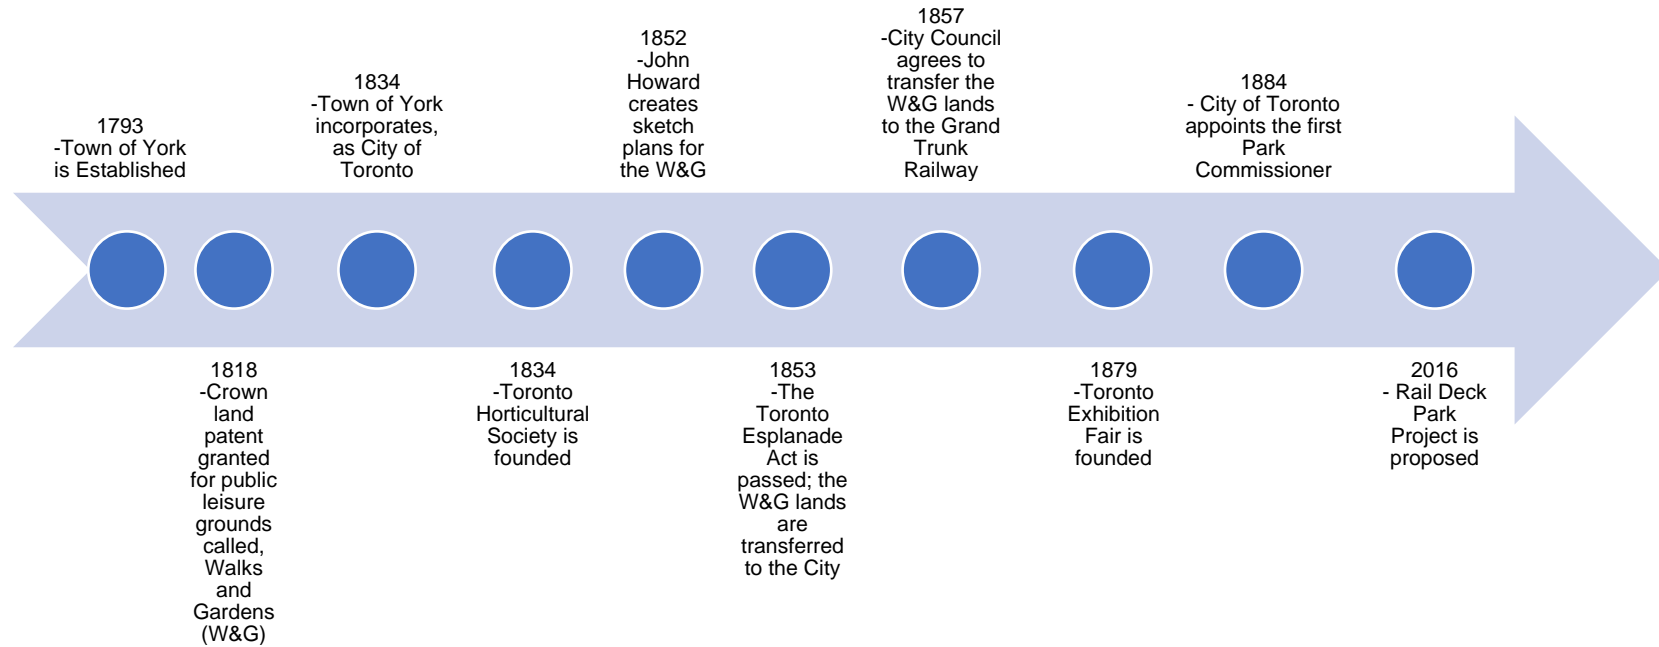 1793
-Town of York
is Established
1818
-Crown
land
patent
granted
for public
leisure
grounds
called,
Walks
and
Gardens
(W&G)
1834
-Town of York
incorporates,
as City of
Toronto
1834
-Toronto
Horticultural
Society is
founded
1852
-John
Howard
creates
sketch
plans for
the W&G
1853
-The
Toronto
Esplanade
Act is
passed; the
W&G lands
are
transferred
to the City
1857
-City Council
agrees to
transfer the
W&G lands
to the Grand
Trunk
Railway
1879
-Toronto
Exhibition
Fair is
founded
1884
- City of Toronto
appoints the first
Park
Commissioner
2016
- Rail Deck
Park
Project is
proposed